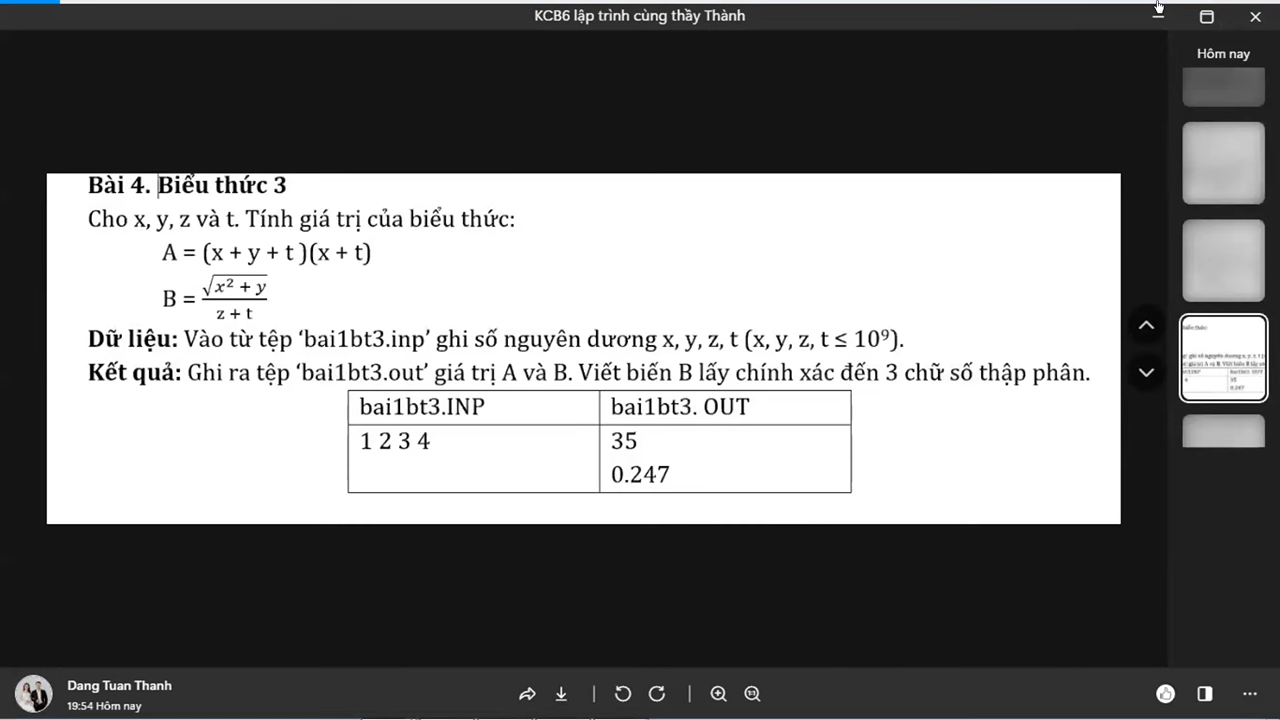 KCB6 lập trình cùng thầy Thành
Hôm nay
Bài 4. Biểu thức 3
Cho x, y, z và t. Tính giá trị của biểu thức:
A = (x + y + t )(x + t)
B = √(x² + y) / (z + t)
Dữ liệu: Vào từ tệp ‘bai1bt3.inp’ ghi số nguyên dương x, y, z, t (x, y, z, t ≤ 10⁹).
Kết quả: Ghi ra tệp ‘bai1bt3.out’ giá trị A và B. Viết biến B lấy chính xác đến 3 chữ số thập phân.
bai1bt3.INP bai1bt3. OUT
1 2 3 4 35
0.247
Dang Tuan Thanh
19:54 Hôm nay